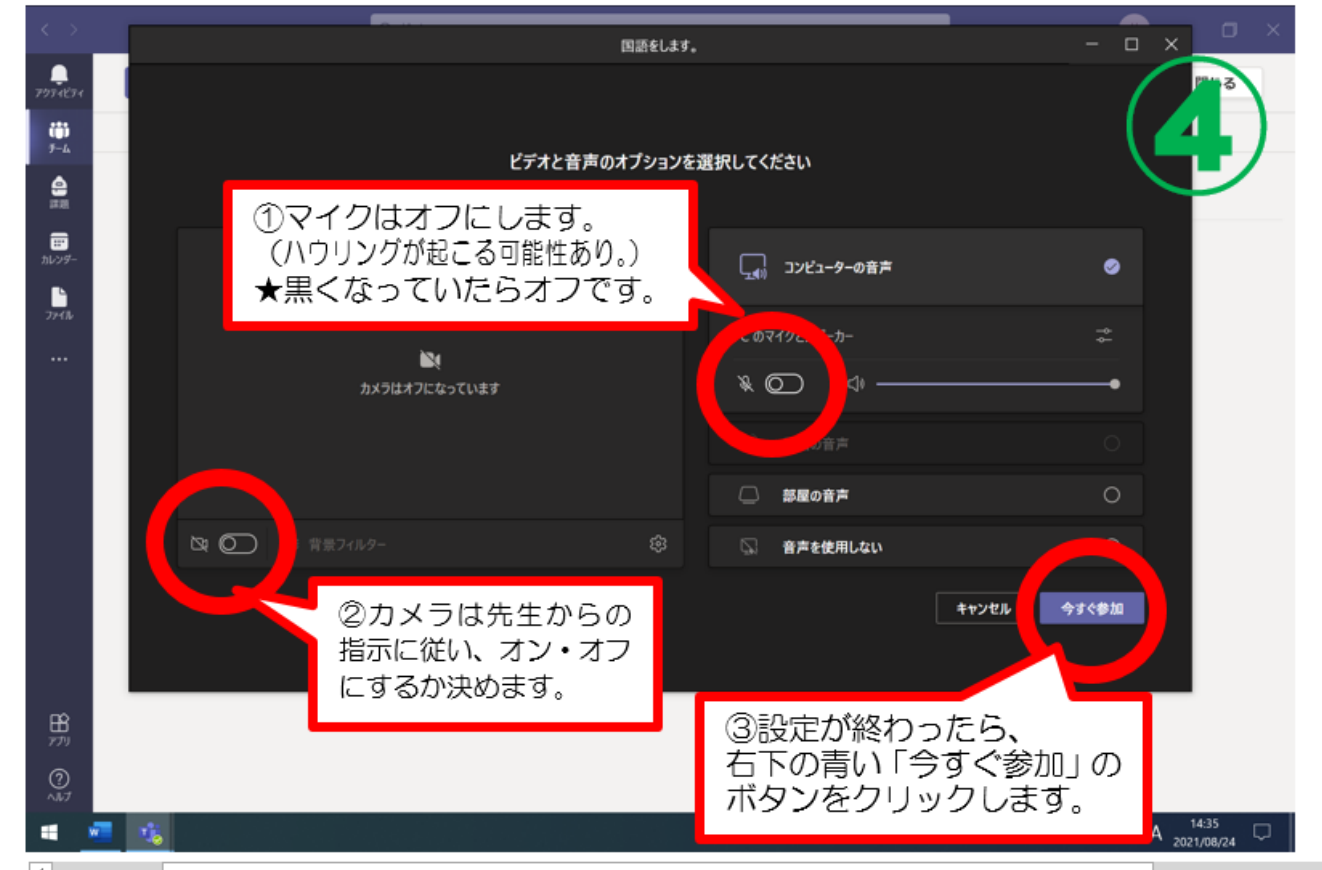 国語をします。
④
アクティビティ
チーム
課題
カレンダー
ファイル
...
ビデオと音声のオプションを選択してください
①マイクはオフにします。
(ハウリングが起こる可能性あり。)
★黒くなっていたらオフです。
カメラはオフになっています
背景フィルター
コンピューターの音声
のマイクと
の音声
部屋の音声
音声を使用しない
キャンセル
今すぐ参加
②カメラは先生からの
指示に従い、オン・オフ
にするか決めます。
③設定が終わったら、
右下の青い「今すぐ参加」の
ボタンをクリックします。
アプリ
ヘルプ
A
14:35
2021/08/24